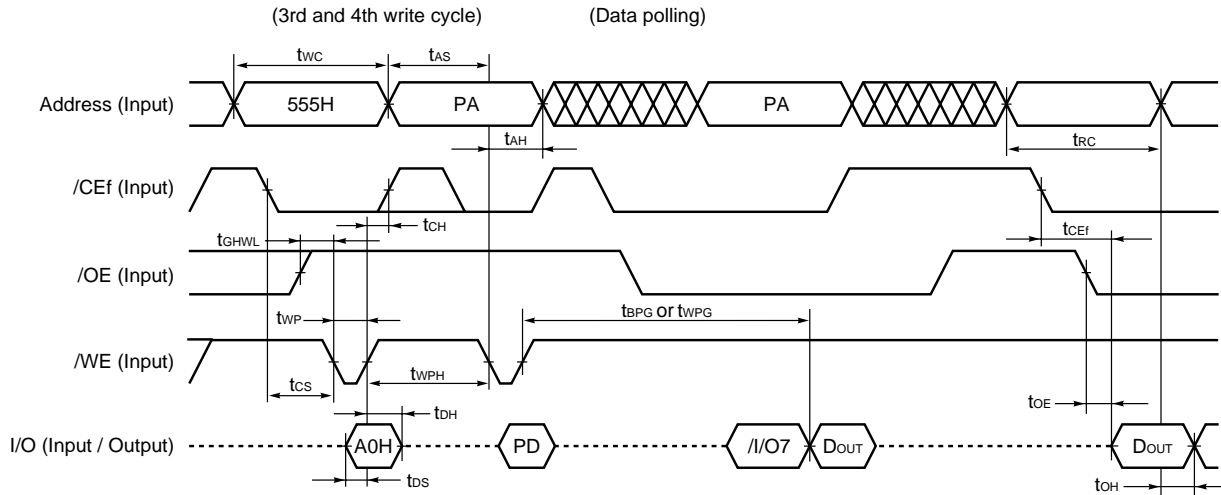 (3rd and 4th write cycle) (Data polling)
tWC tAS
Address (Input) 555H PA PA
tAH tRC
/CEf (Input)
tCH tCEf
tGHWL
/OE (Input)
tWP tBPG or tWPG
/WE (Input)
tCS tWPH
tDH tOE
I/O (Input / Output) A0H PD /I/O7 DOUT DOUT
tDS tOH